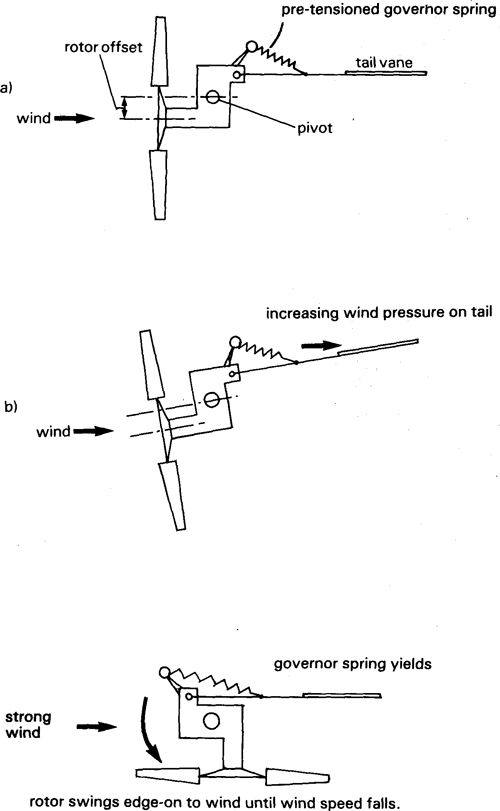 pre-tensioned governor spring
rotor offset
tail vane
a)
wind
pivot
increasing wind pressure on tail
b)
wind
governor spring yields
strong
wind
rotor swings edge-on to wind until wind speed falls.